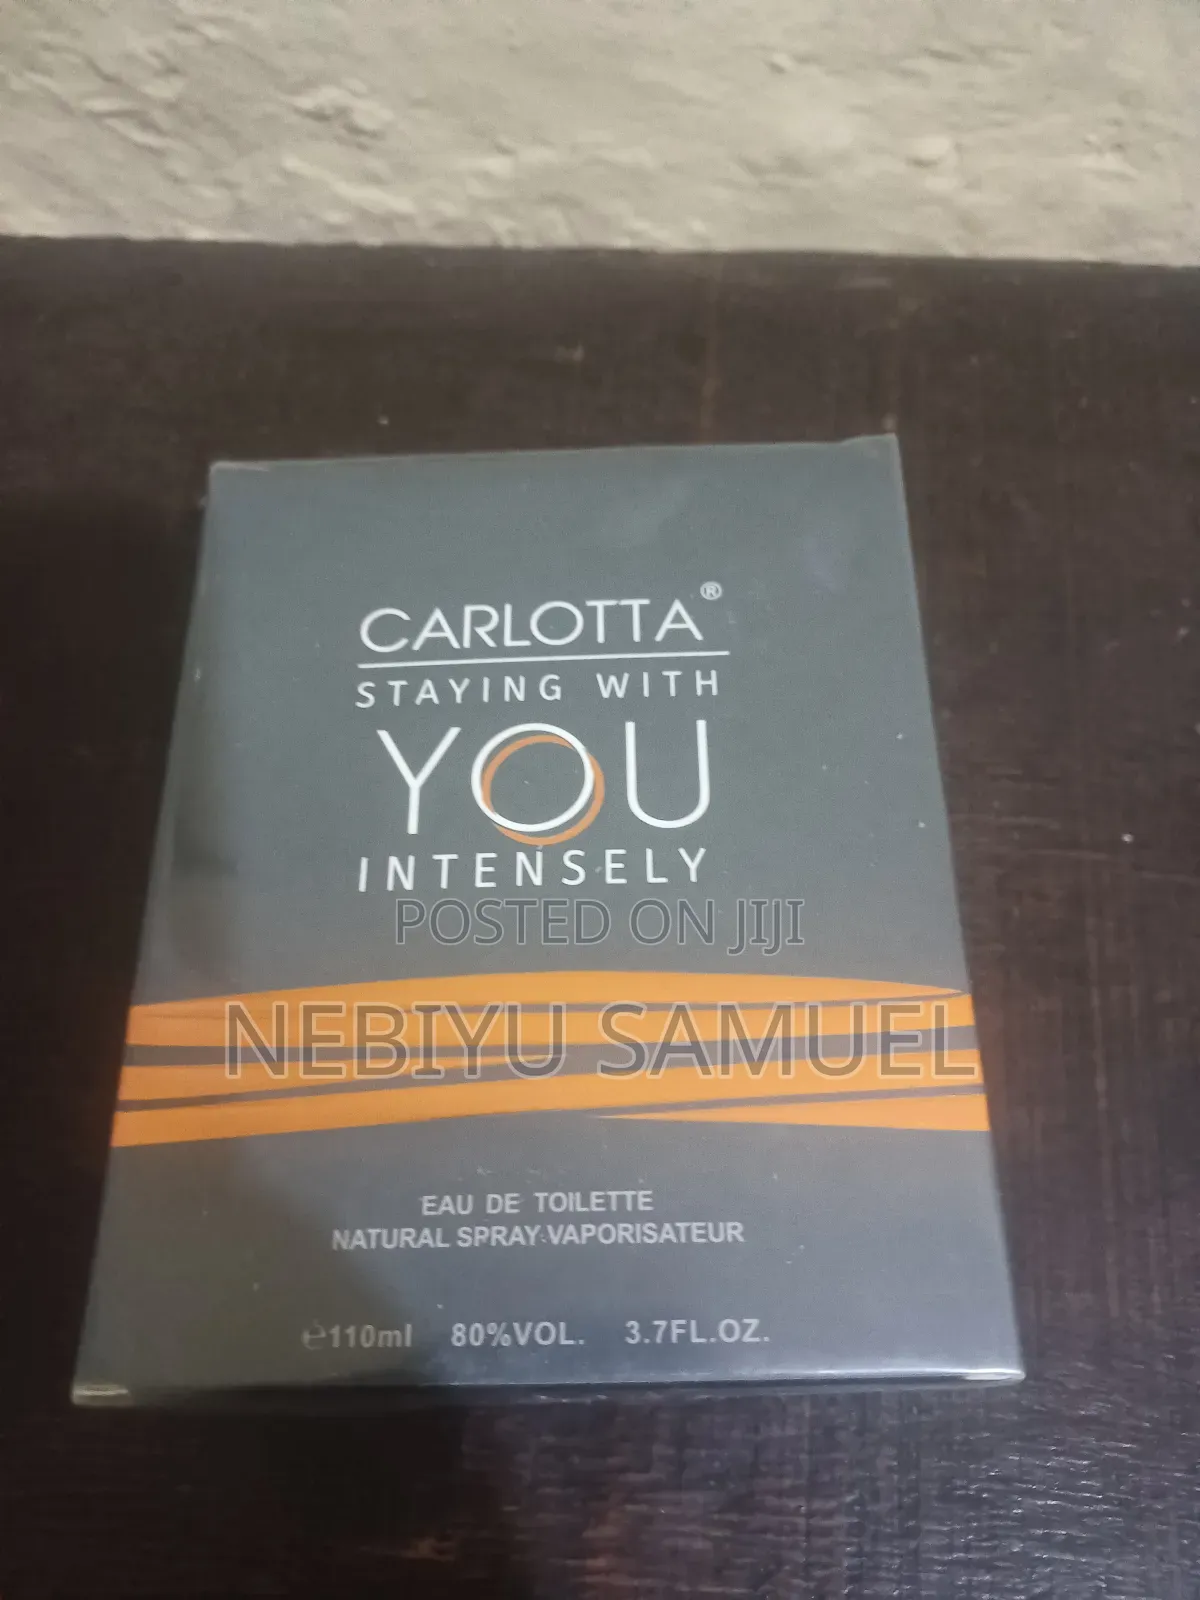 CARLOTTA®
STAYING WITH
YOU
INTENSELY
POSTED ON JIJI
NEBIYU SAMUEL
EAU DE TOILETTE
NATURAL SPRAY·VAPORISATEUR
℮110ml 80%VOL. 3.7FL.OZ.